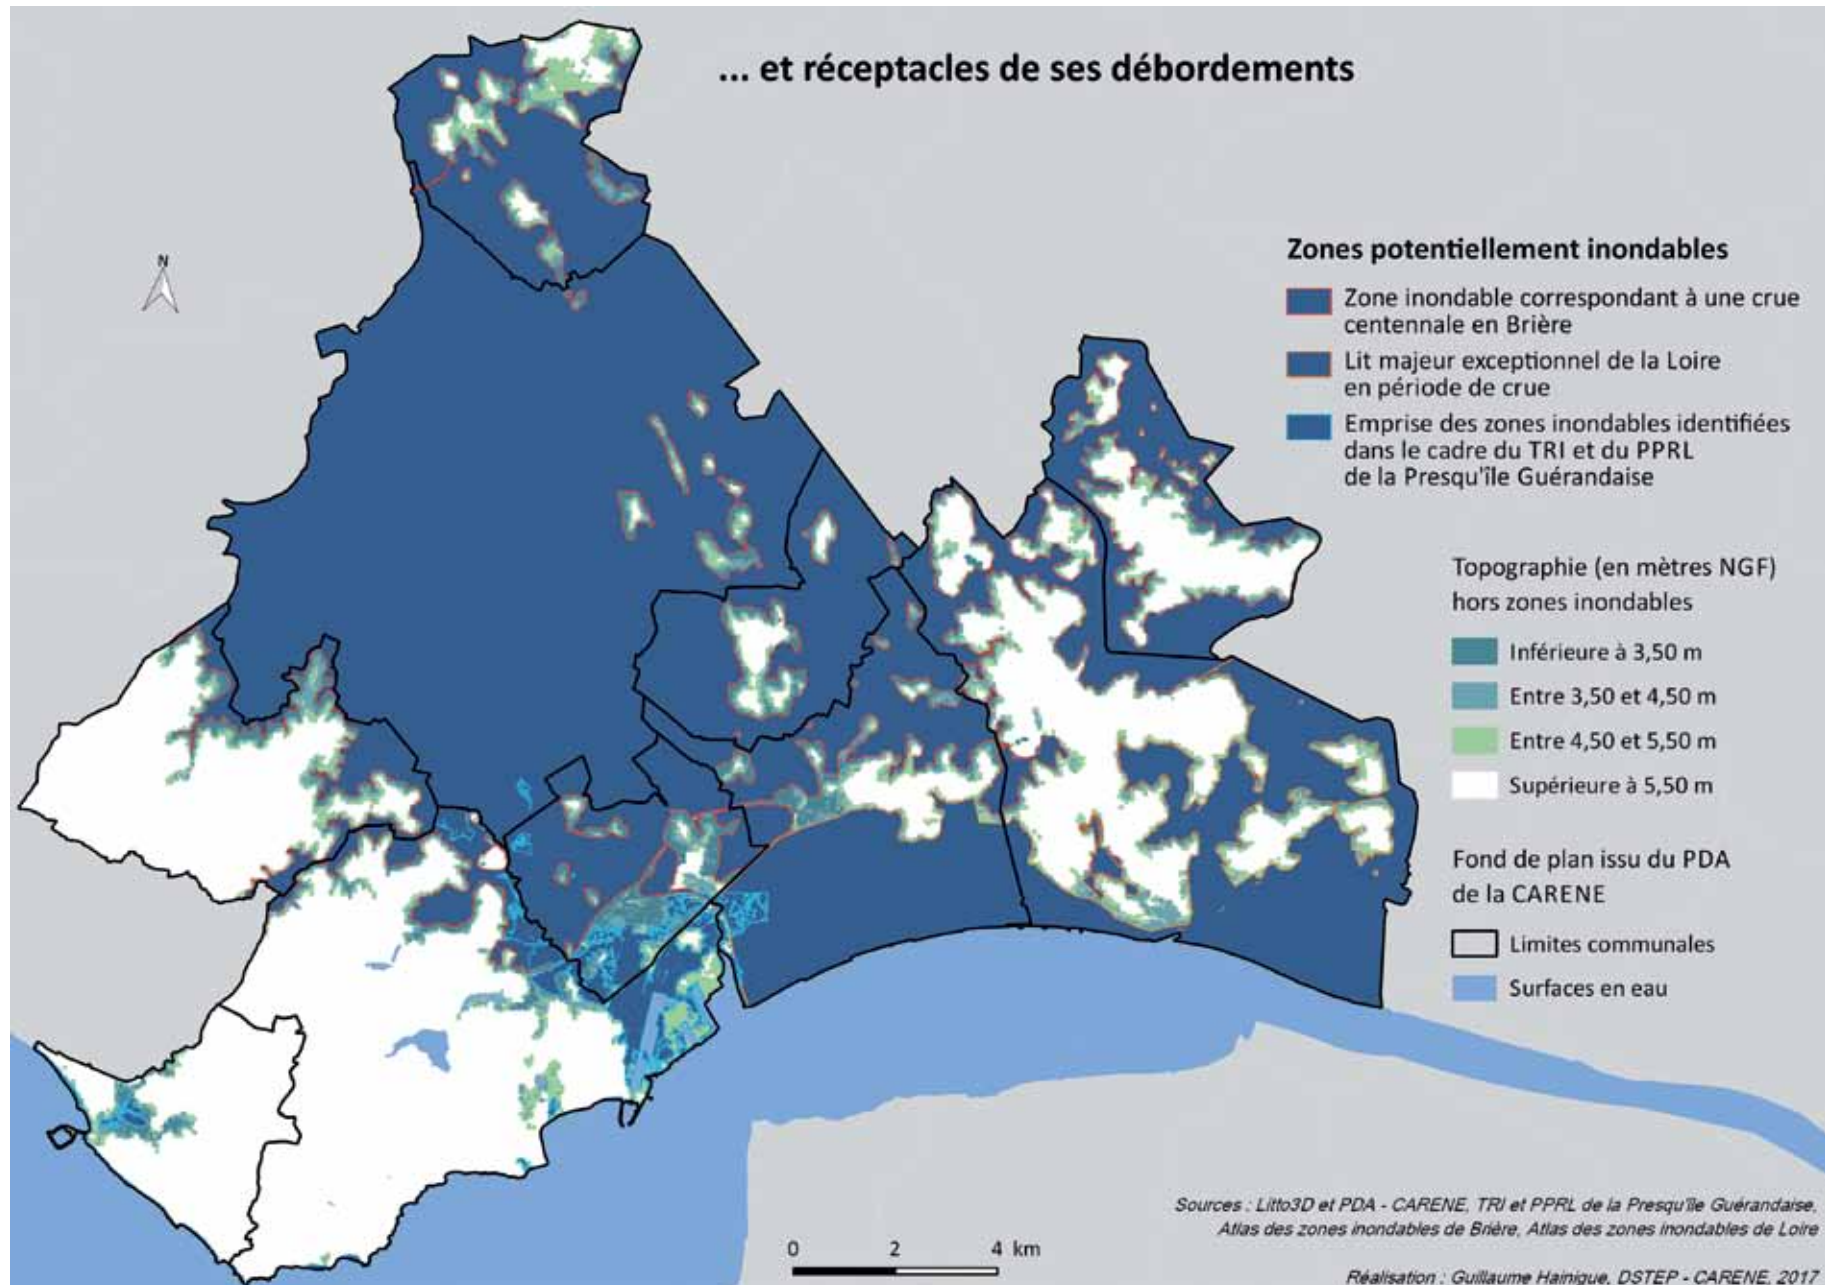 ... et réceptacles de ses débordements
N
Zones potentiellement inondables
Zone inondable correspondant à une crue
centennale en Brière
Lit majeur exceptionnel de la Loire
en période de crue
Emprise des zones inondables identifiées
dans le cadre du TRI et du PPRL
de la Presqu'île Guérandaise
Topographie (en mètres NGF)
hors zones inondables
Inférieure à 3,50 m
Entre 3,50 et 4,50 m
Entre 4,50 et 5,50 m
Supérieure à 5,50 m
Fond de plan issu du PDA
de la CARENE
Limites communales
Surfaces en eau
Sources : Litto3D et PDA - CARENE, TRI et PPRL de la Presqu'île Guérandaise,
Atlas des zones inondables de Brière, Atlas des zones inondables de Loire
0 2 4 km
Réalisation : Guillaume Hainigue, DSTEP - CARENE, 2017